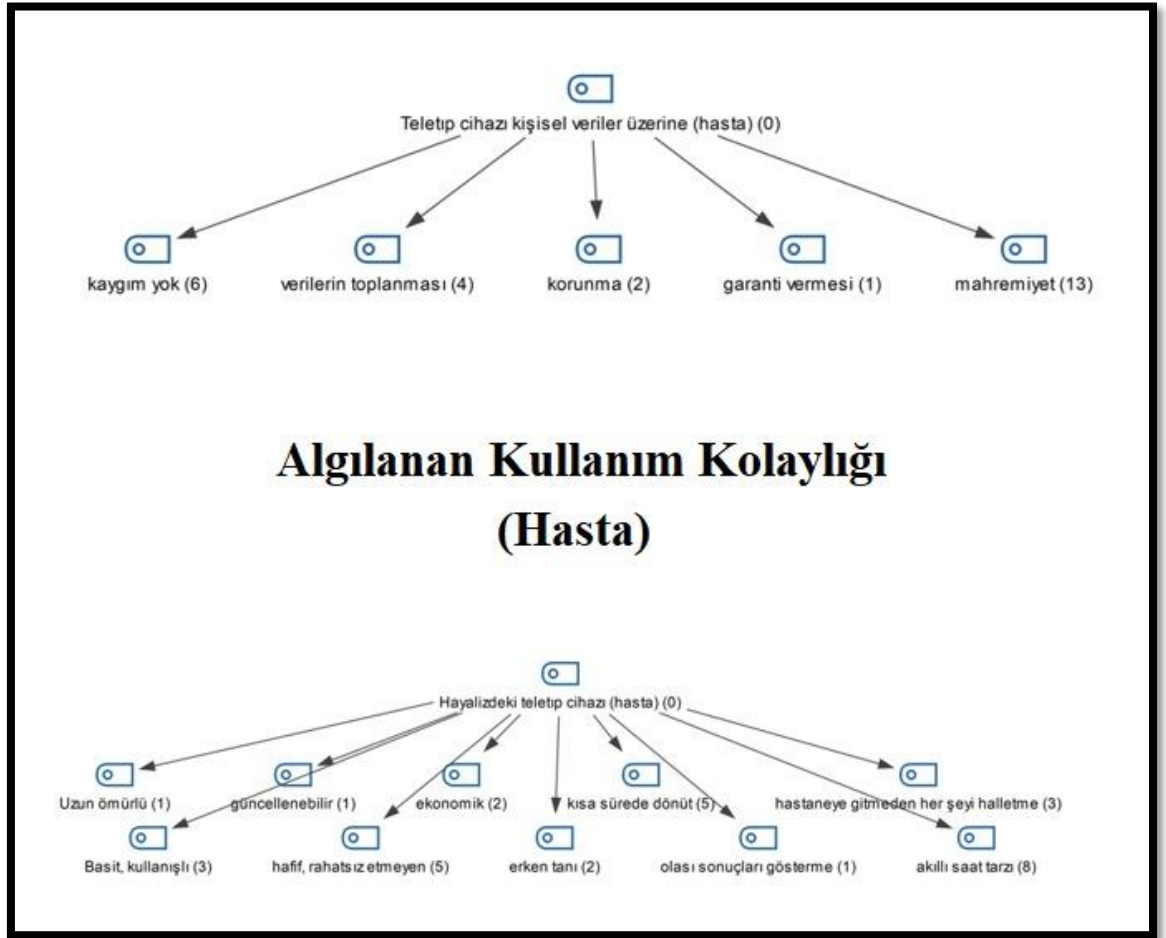 Teletıp cihazı kişisel veriler üzerine (hasta) (0)
kaygım yok (6)
verilerin toplanması (4)
korunma (2)
garanti vermesi (1)
mahremiyet (13)
Algılanan Kullanım Kolaylığı
(Hasta)
Hayalizdeki teletıp cihazı (hasta) (0)
Uzun ömürlü (1)
güncellenebilir (1)
ekonomik (2)
kısa sürede dönüt (5)
hastaneye gitmeden her şeyi halletme (3)
Basit, kullanışlı (3)
hafif, rahatsız etmeyen (5)
erken tanı (2)
olası sonuçları gösterme (1)
akıllı saat tarzı (8)